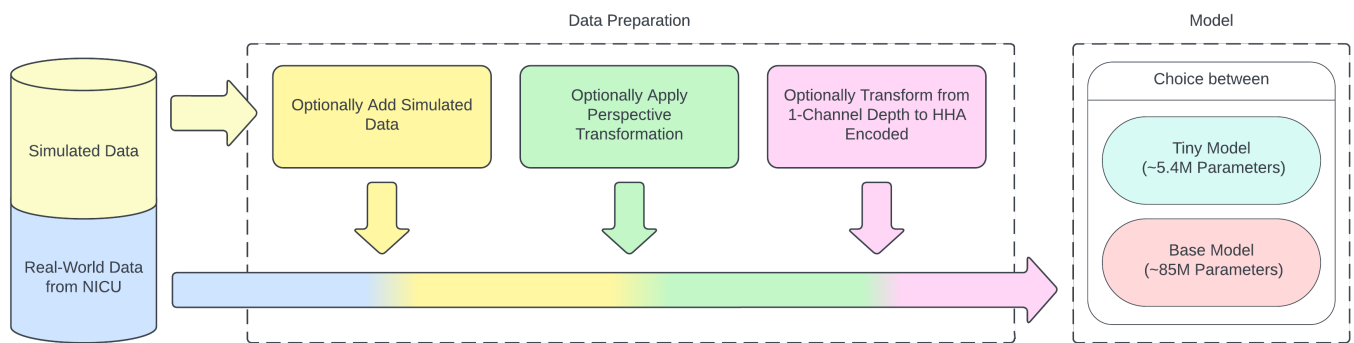 Data Preparation
Model
Simulated Data
Real-World Data
from NICU
Optionally Add Simulated
Data
Optionally Apply
Perspective
Transformation
Optionally Transform from
1-Channel Depth to HHA
Encoded
Choice between
Tiny Model
(~5.4M Parameters)
Base Model
(~85M Parameters)